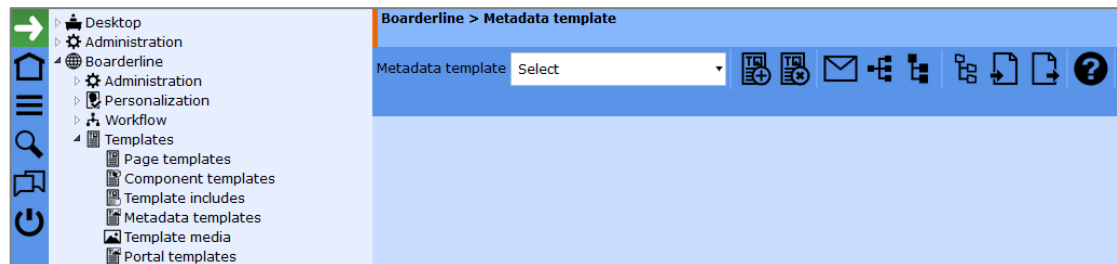 Desktop
Administration
Boarderline
Administration
Personalization
Workflow
Templates
Page templates
Component templates
Template includes
Metadata templates
Template media
Portal templates
Boarderline > Metadata template
Metadata template Select